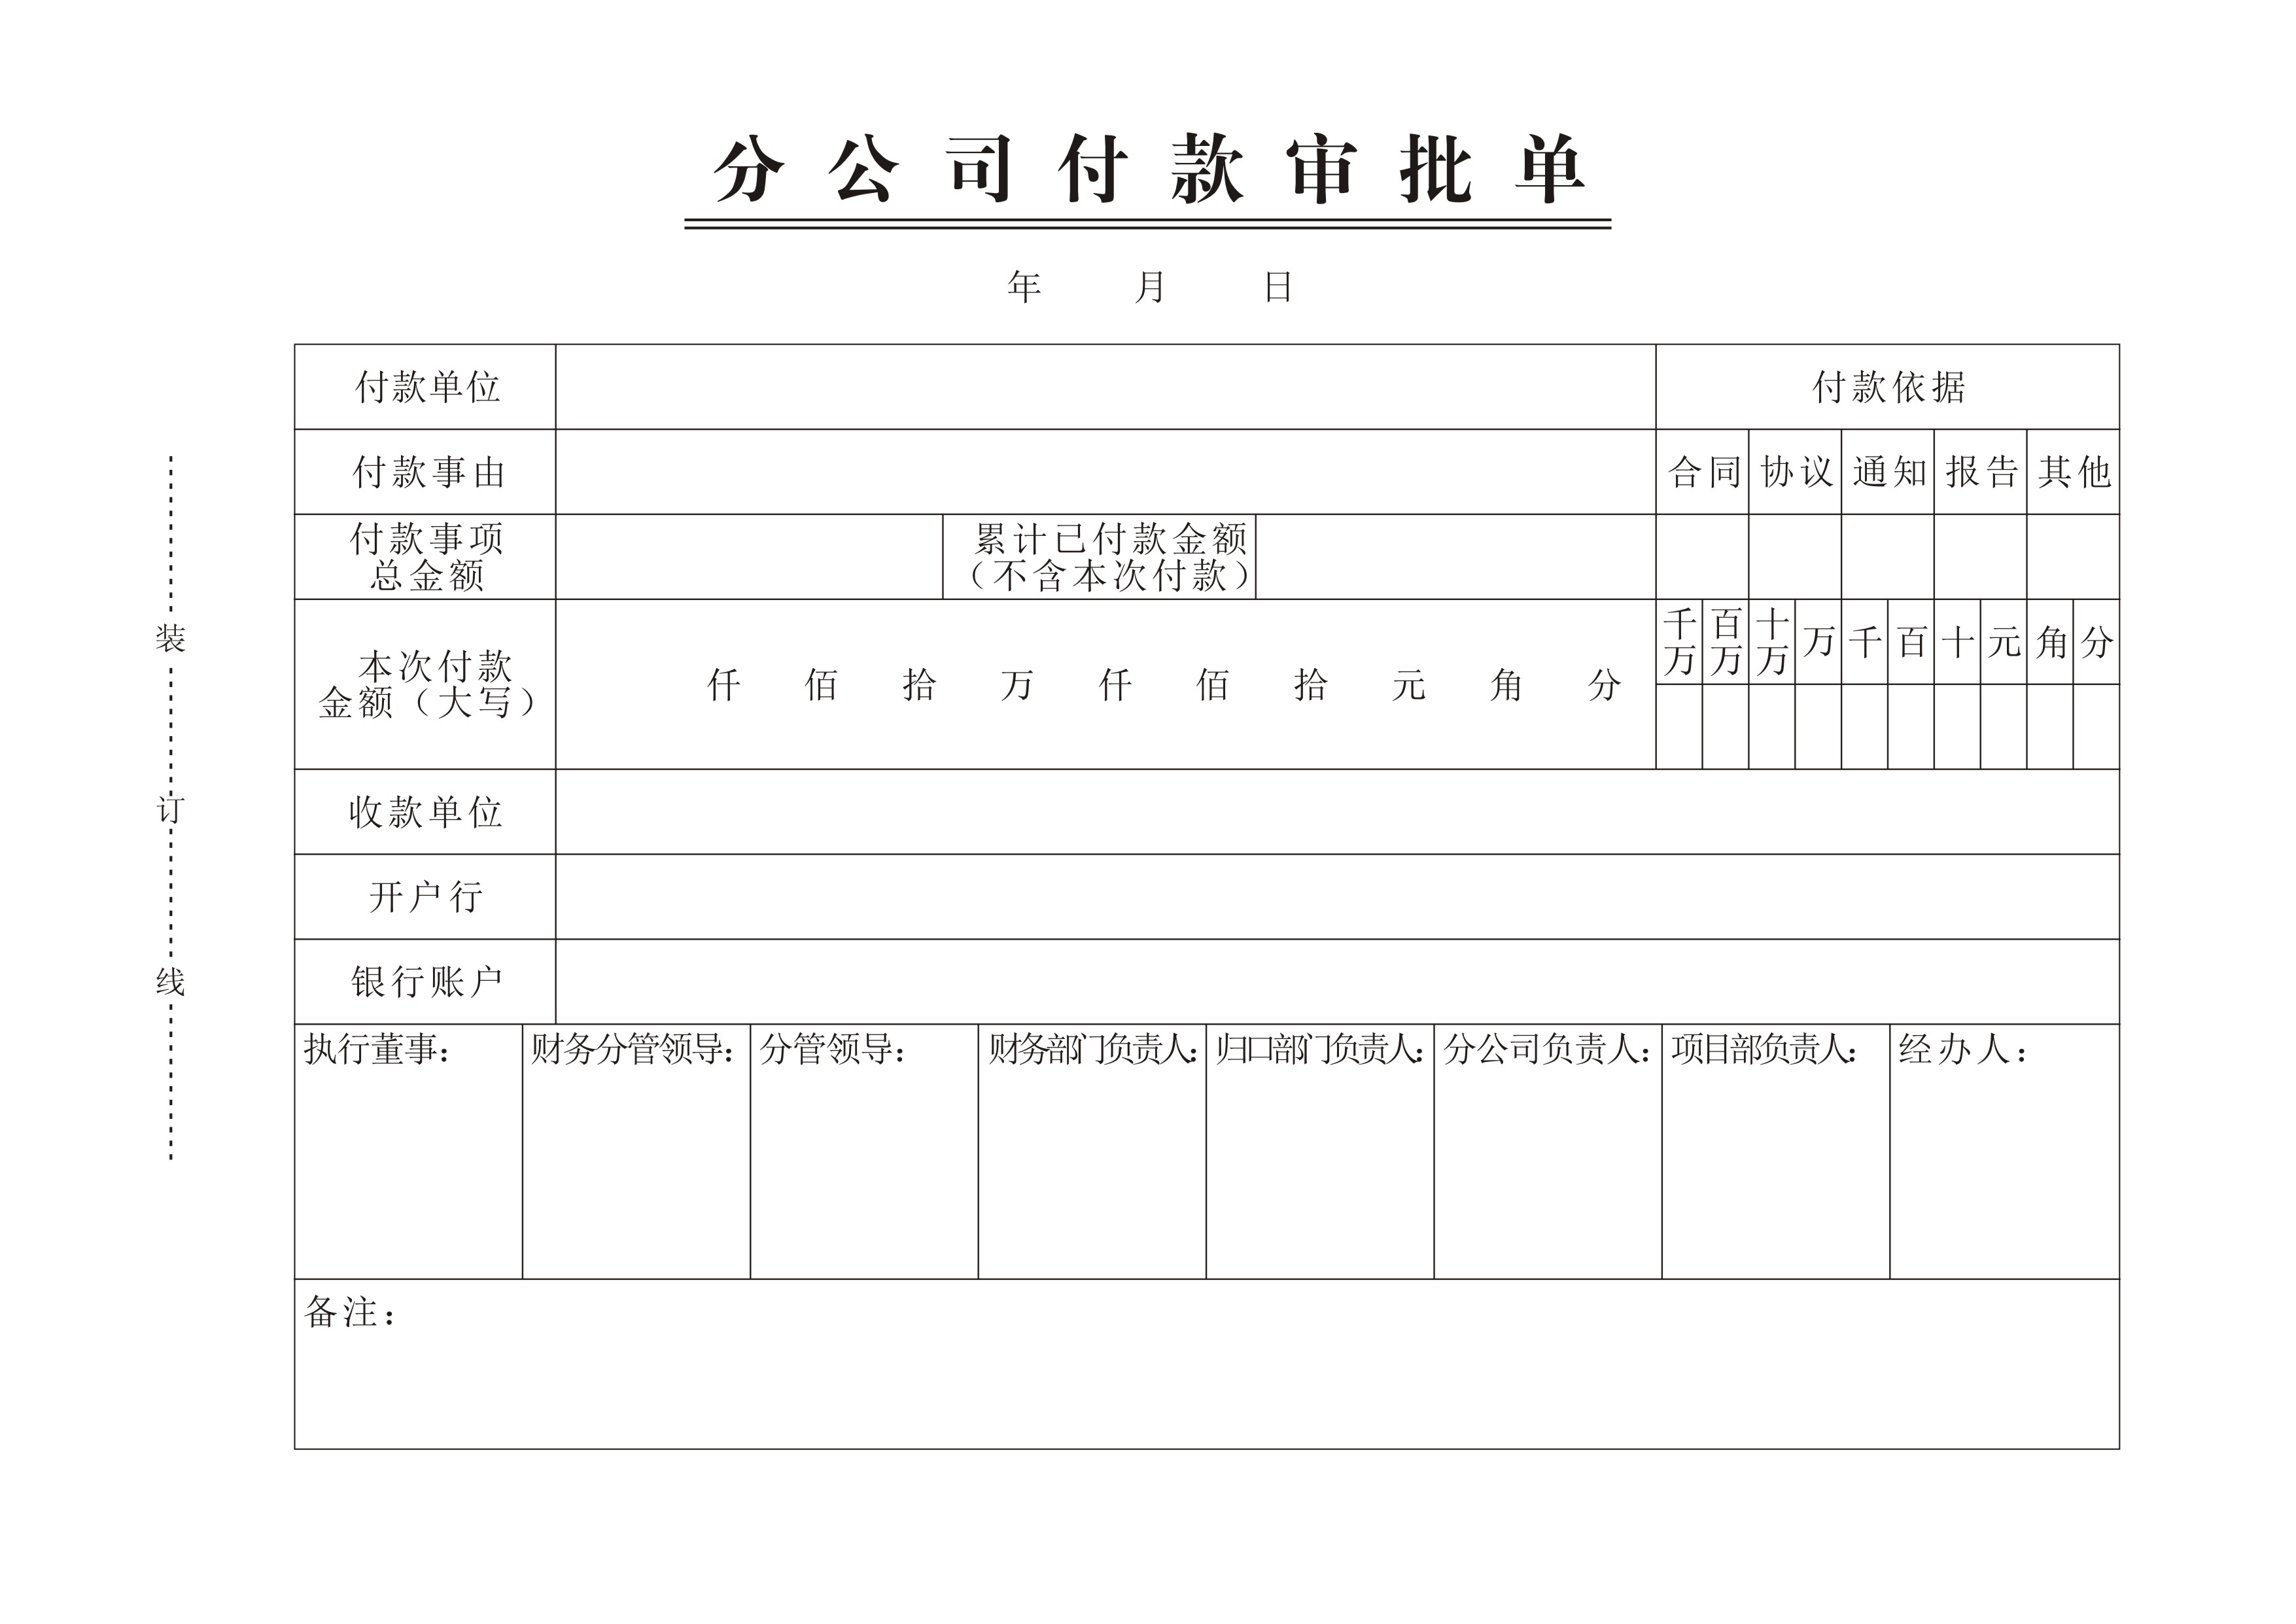 分公司付款审批单
年 月 日
付款单位 付款依据
付款事由 合同 协议 通知 报告 其他
付款事项
总金额
累计已付款金额
（不含本次付款）
本次付款
金额（大写）
仟 佰 拾 万 仟 佰 拾 元 角 分
千万 百万 十万 万 千 百 十 元 角 分
收款单位
开户行
银行账户
执行董事： 财务分管领导： 分管领导： 财务部门负责人： 归口部门负责人： 分公司负责人： 项目部负责人： 经办人：
备注：
装
订
线